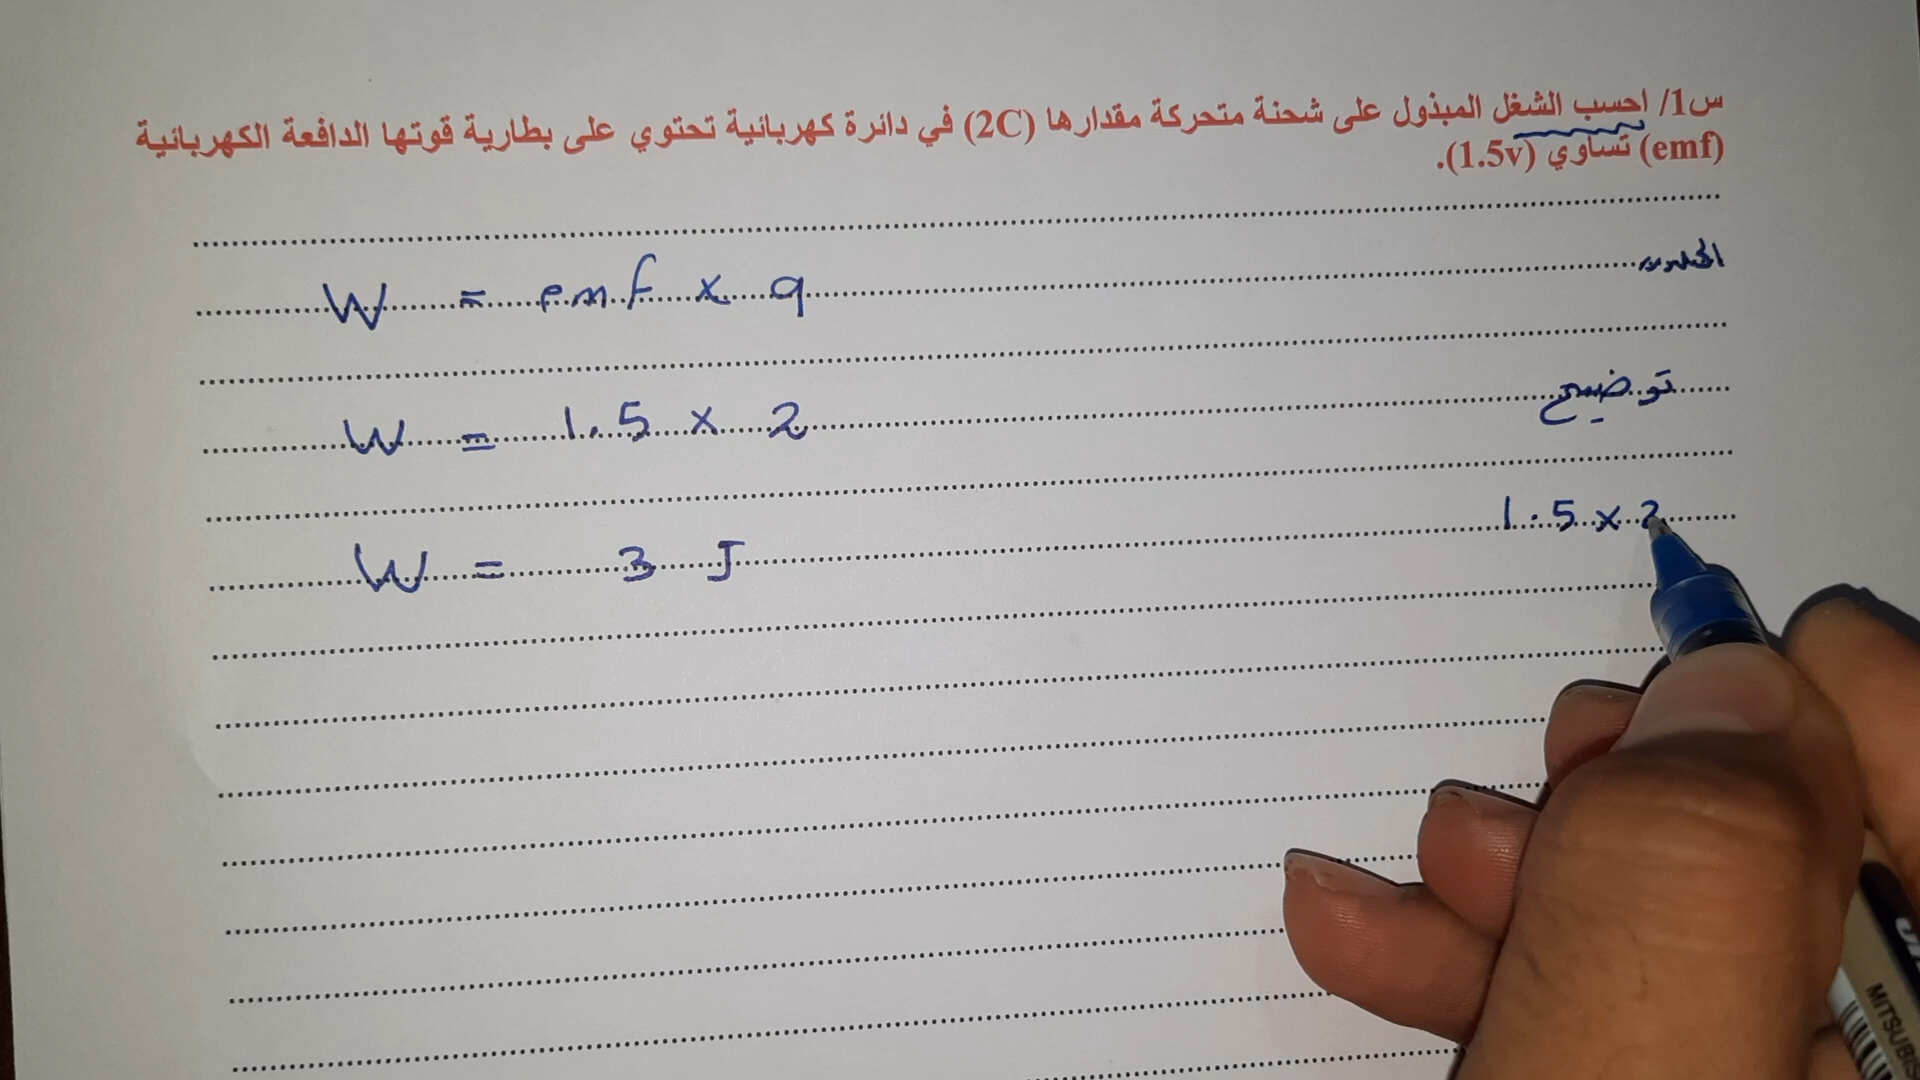 س1/ احسب الشغل المبذول على شحنة متحركة مقدارها (2C) في دائرة كهربائية تحتوي على بطارية قوتها الدافعة الكهربائية
(emf) تساوي (1.5v).
W = emf × q
توضيح
W = 1.5 × 2
1.5 × 2
W = 3 J